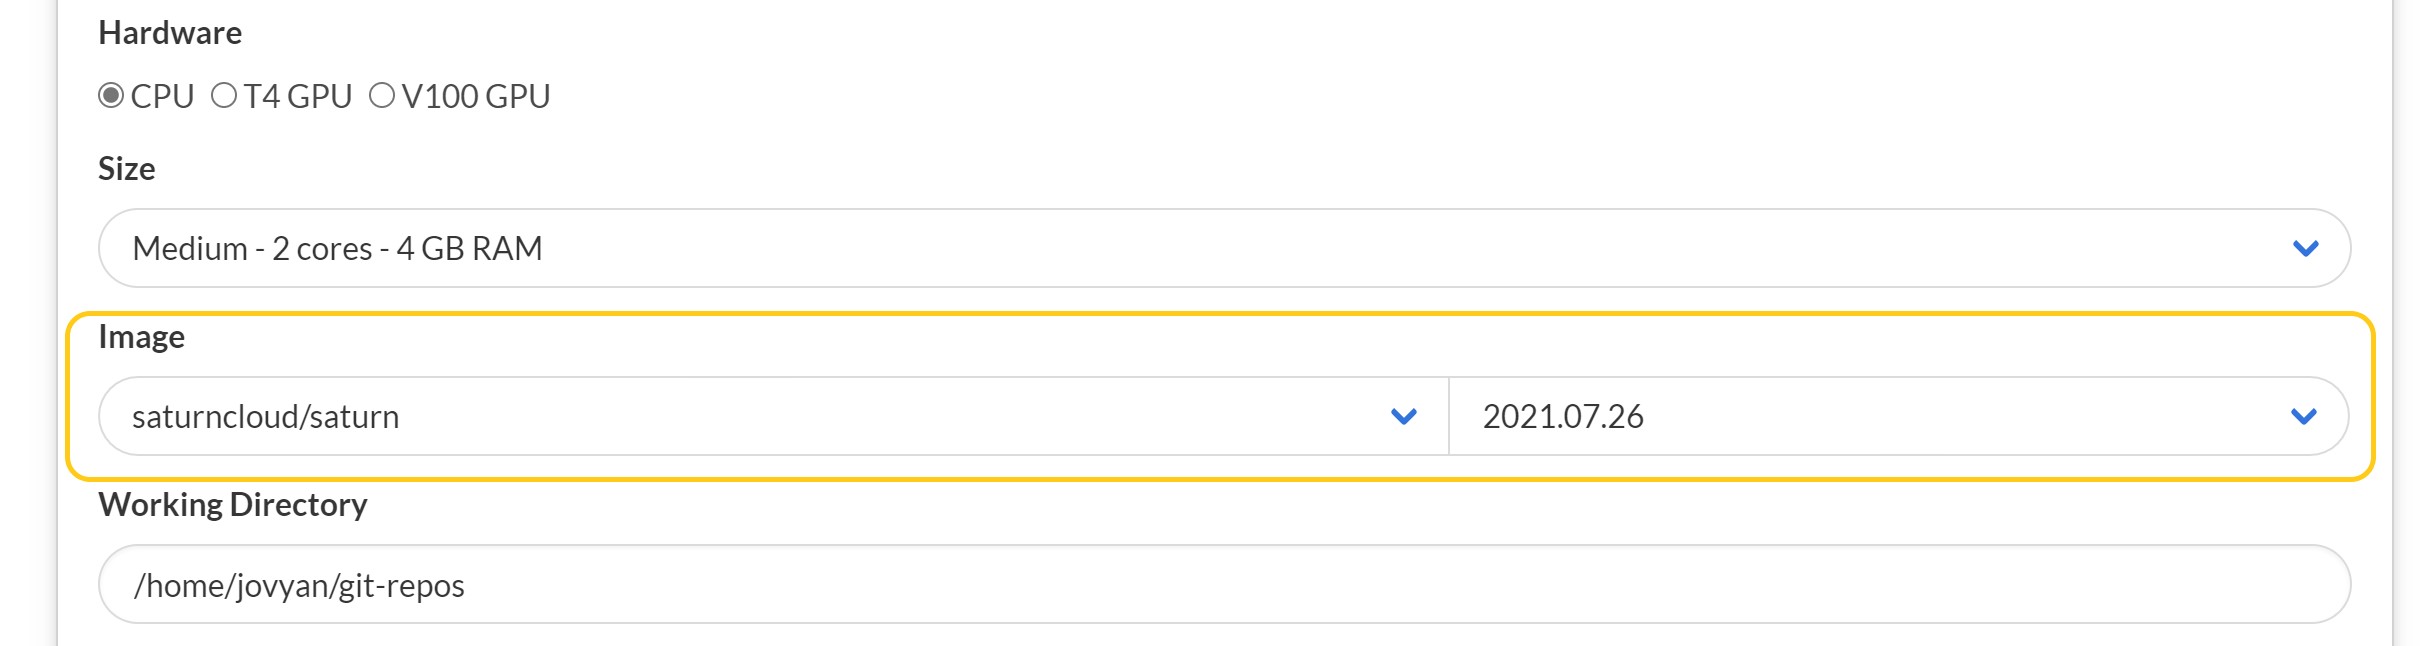 Hardware
CPU T4 GPU V100 GPU
Size
Medium - 2 cores - 4 GB RAM
Image
saturncloud/saturn 2021.07.26
Working Directory
/home/jovyan/git-repos